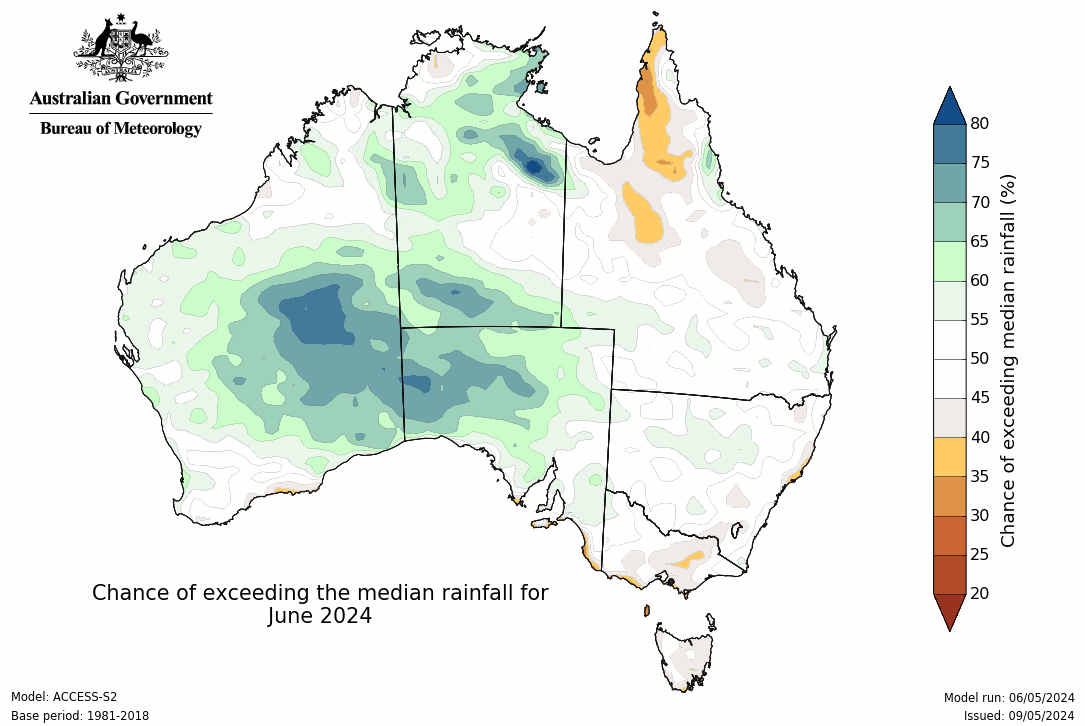 Australian Government
Bureau of Meteorology
80
75
70
65
60
55
50
45
40
35
30
25
20
Chance of exceeding median rainfall (%)
Chance of exceeding the median rainfall for
June 2024
Model: ACCESS-S2
Base period: 1981-2018
Model run: 06/05/2024
Issued: 09/05/2024